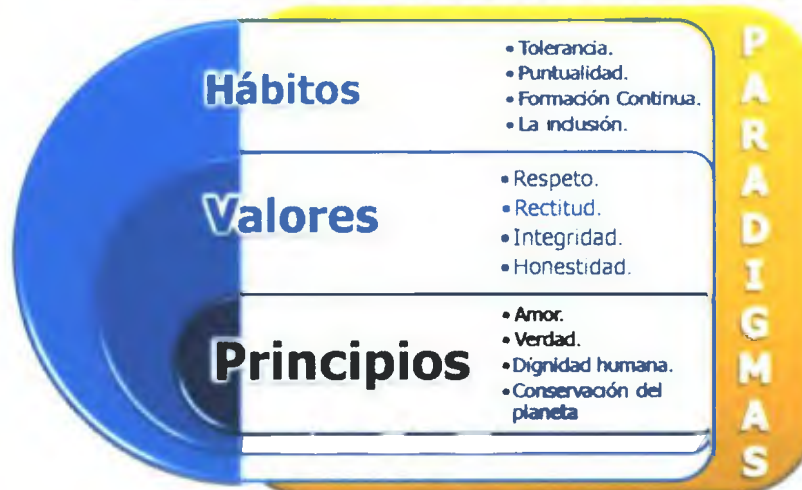 Hábitos
• Tolerancia.
• Puntualidad.
• Formación Continua.
• La inclusión.
Valores
• Respeto.
• Rectitud.
• Integridad.
• Honestidad.
Principios
• Amor.
• Verdad.
• Dignidad humana.
• Conservación del
planeta
PARADIGMAS